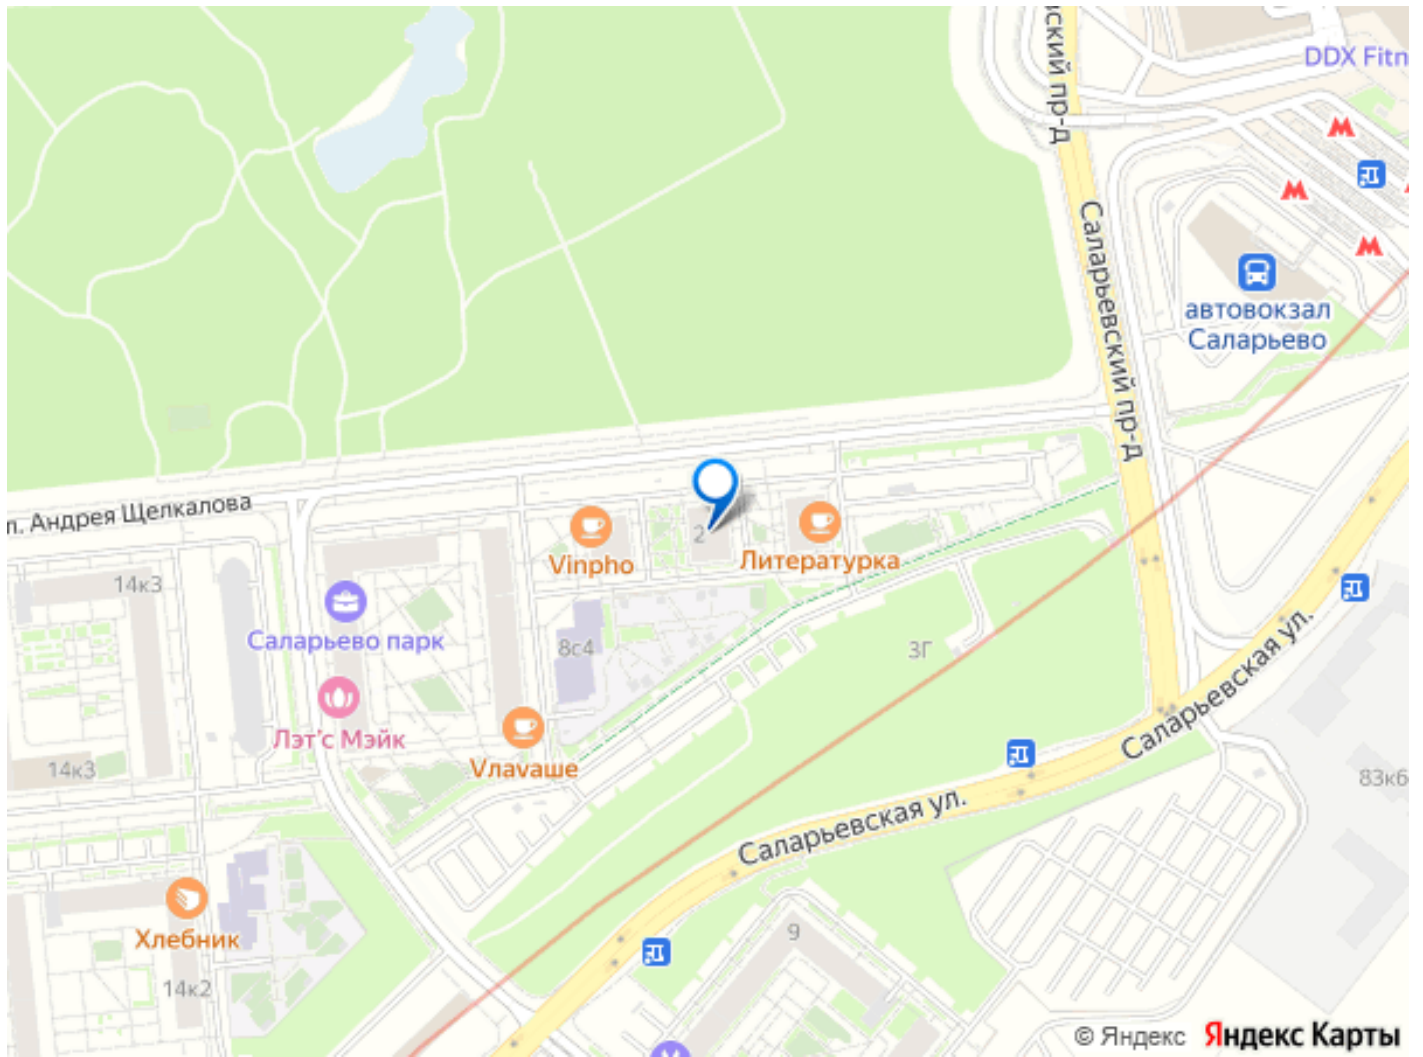 DDX Fitn
ский пр-д
Саларьевский пр-д
автовокзал
Саларьево
л. Андрея Щелкалова
Vinpho
2
Литературка
14к3
Саларьево парк
8с4
3Г
Саларьевская ул.
Лэт'с Мэйк
Vлаvаше
14к3
83к6
Саларьевская ул.
Хлебник
9
14к2
© Яндекс Яндекс Карты